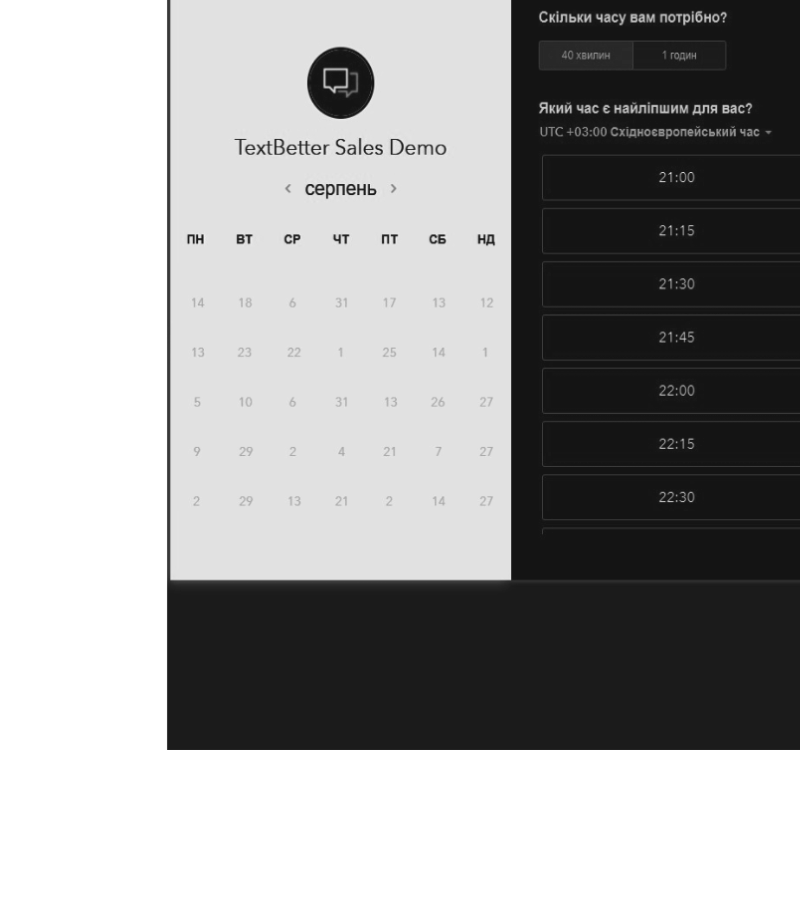 TextBetter Sales Demo
серпень
ПН ВТ СР ЧТ ПТ СБ НД
14 18 6 31 17 13 12
13 23 22 1 25 14 1
5 10 6 31 13 26 27
9 29 2 4 21 7 27
2 29 13 21 2 14 27
Скільки часу вам потрібно?
40 хвилин 1 годин
Який час є найліпшим для вас?
UTC +03:00 Східноєвропейський час
21:00
21:15
21:30
21:45
22:00
22:15
22:30